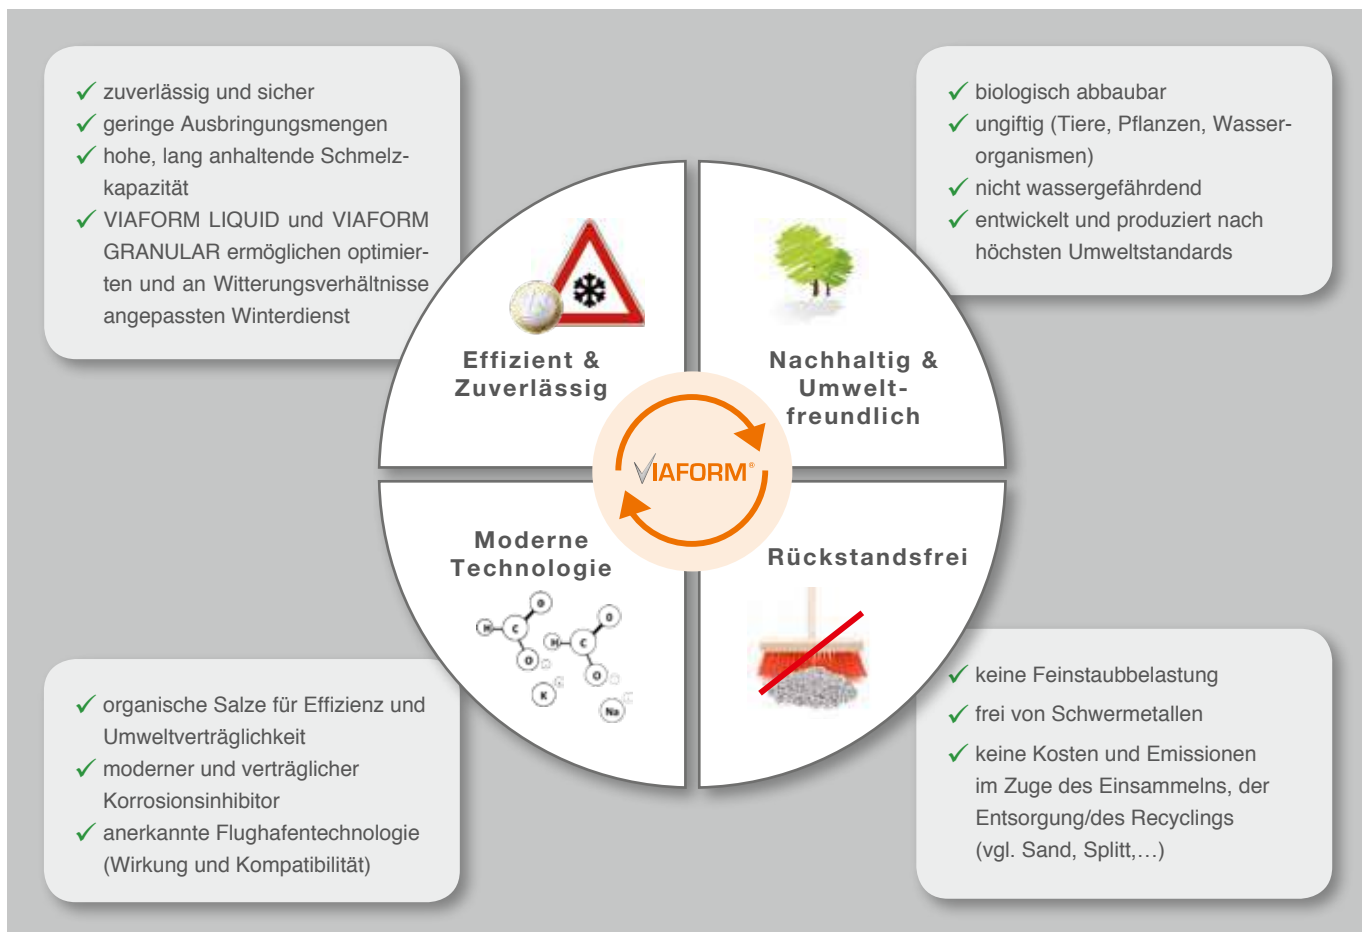 zuverlässig und sicher
geringe Ausbringungsmengen
hohe, lang anhaltende Schmelz-
kapazität
VIAFORM LIQUID und VIAFORM
GRANULAR ermöglichen optimier-
ten und an Witterungsverhältnisse
angepassten Winterdienst
biologisch abbaubar
ungiftig (Tiere, Pflanzen, Wasser-
organismen)
nicht wassergefährdend
entwickelt und produziert nach
höchsten Umweltstandards
Effizient &
Zuverlässig
Nachhaltig &
Umwelt-
freundlich
VIAFORM®
Moderne
Technologie
H C O O
H C O O
K
Na
Rückstandsfrei
organische Salze für Effizienz und
Umweltverträglichkeit
moderner und verträglicher
Korrosionsinhibitor
anerkannte Flughafentechnologie
(Wirkung und Kompatibilität)
keine Feinstaubbelastung
frei von Schwermetallen
keine Kosten und Emissionen
im Zuge des Einsammelns, der
Entsorgung/des Recyclings
(vgl. Sand, Splitt,…)